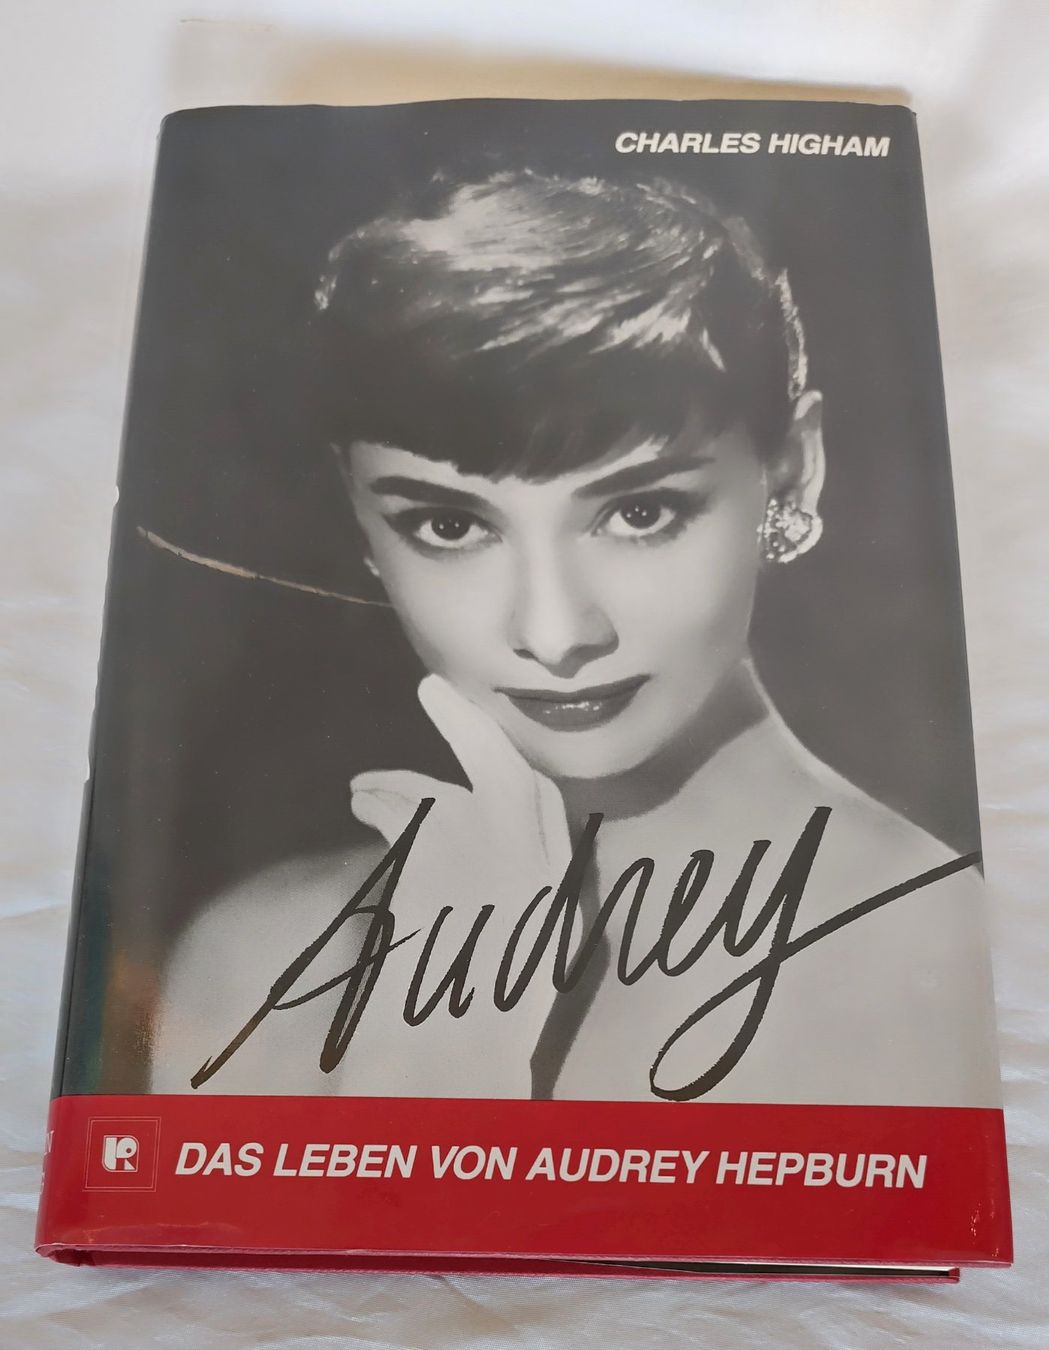 CHARLES HIGHAM
Audrey
DAS LEBEN VON AUDREY HEPBURN